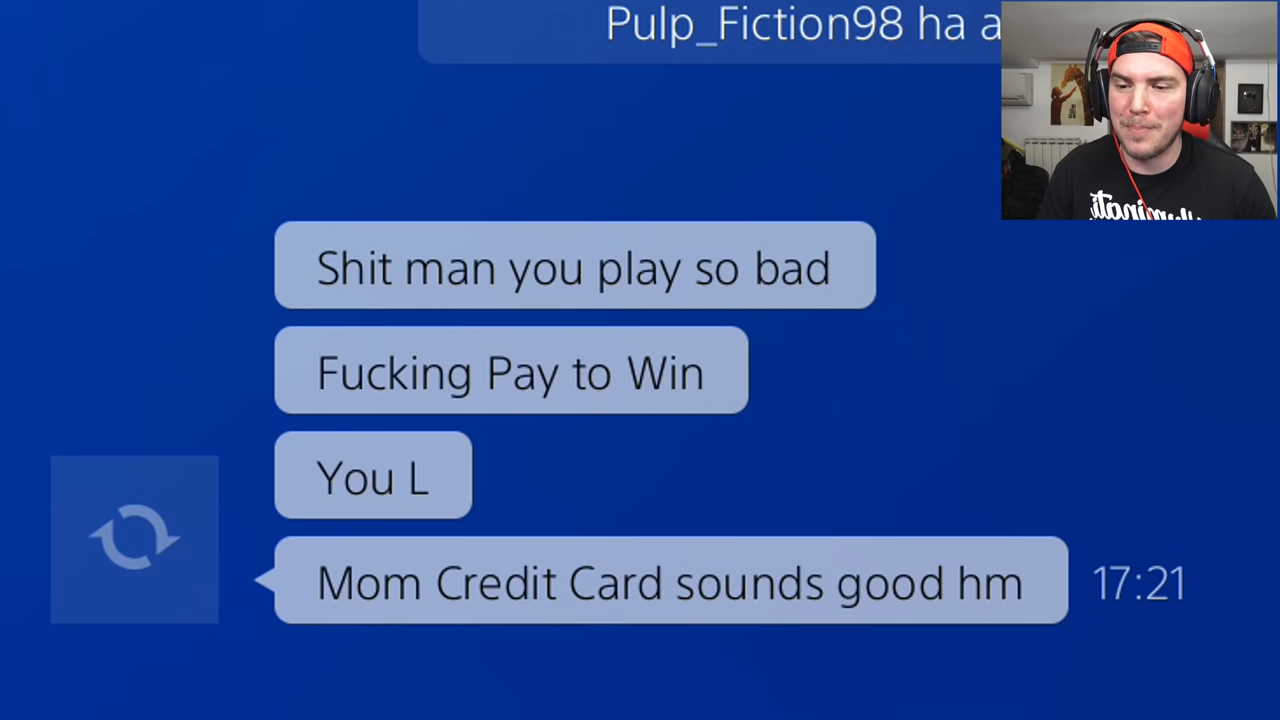 Pulp_Fiction98 ha a
Shit man you play so bad
Fucking Pay to Win
You L
Mom Credit Card sounds good hm
17:21